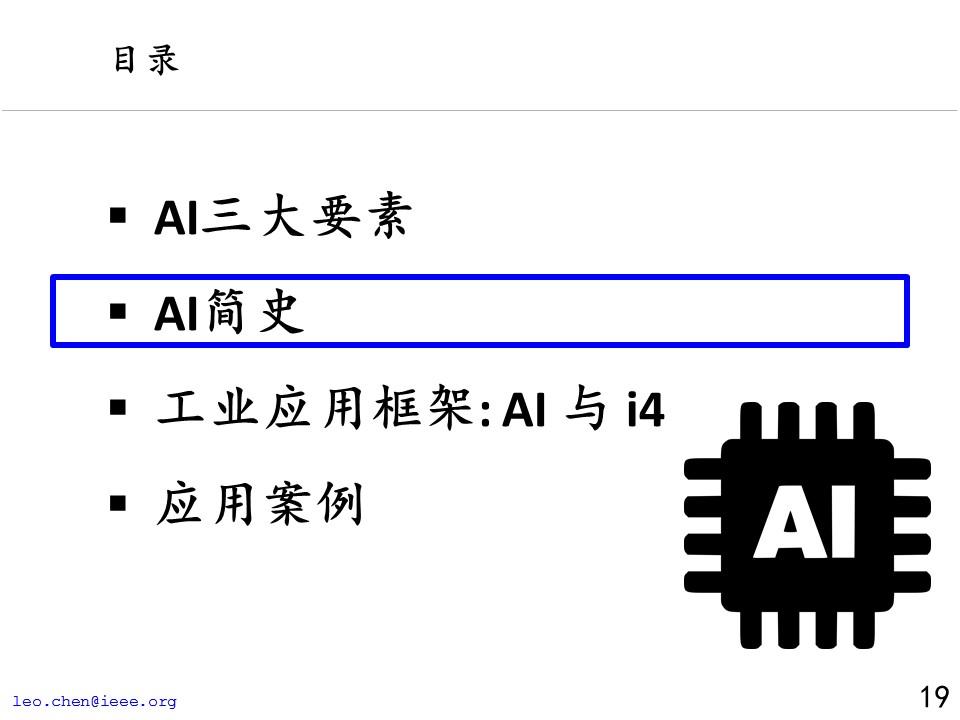 目录
▪ AI三大要素
▪ AI简史
▪ 工业应用框架: AI 与 i4
▪ 应用案例
AI
leo.chen@ieee.org
19